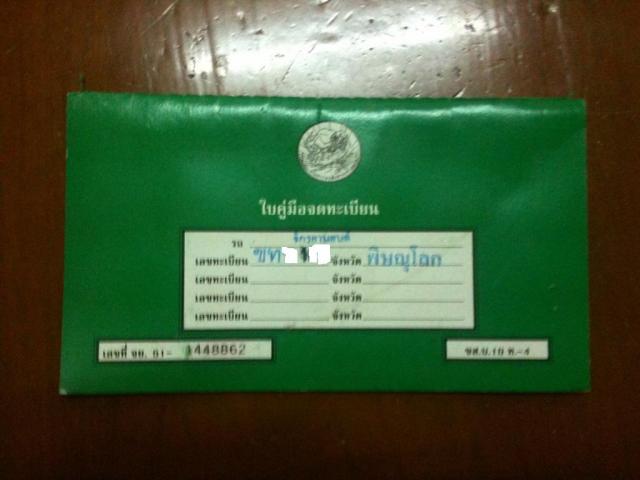 ใบคู่มือจดทะเบียน
รถ จักรยานยนต์
เลขทะเบียน ขท จังหวัด พิษณุโลก
เลขทะเบียน จังหวัด
เลขทะเบียน จังหวัด
เลขทะเบียน จังหวัด
เลขที่ จย. 01- 1448862
ขส.บ.10 ห.-4